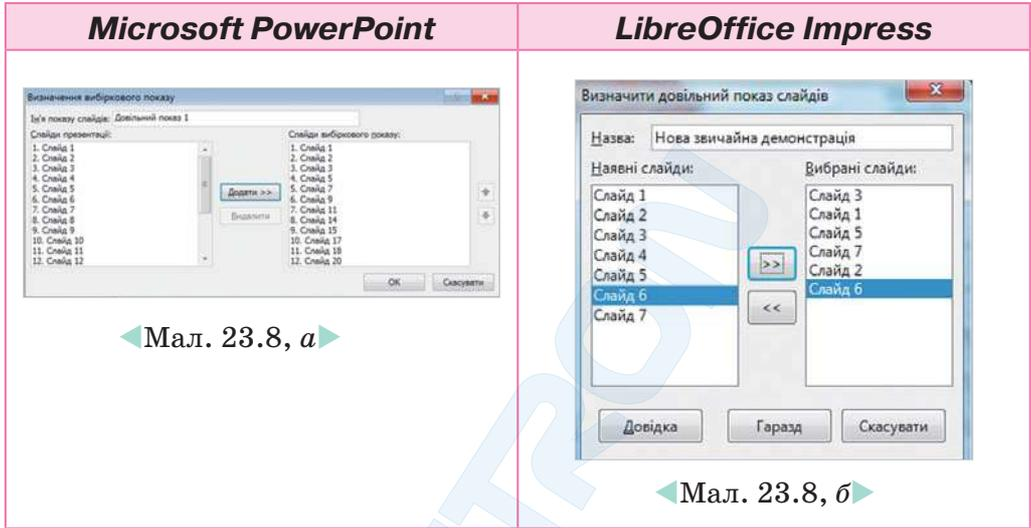 Microsoft PowerPoint
Визначення вибіркового показу
Ім'я показу слайдів: Довільний показ 1
Слайди презентації:
1. Слайд 1
2. Слайд 2
3. Слайд 3
4. Слайд 4
5. Слайд 5
6. Слайд 6
7. Слайд 7
8. Слайд 8
9. Слайд 9
10. Слайд 10
11. Слайд 11
12. Слайд 12
Додати >>
Видалити
Слайди вибіркового показу:
1. Слайд 1
2. Слайд 2
3. Слайд 3
4. Слайд 5
5. Слайд 7
6. Слайд 9
7. Слайд 11
8. Слайд 14
9. Слайд 15
10. Слайд 17
11. Слайд 18
12. Слайд 20
ОК
Скасувати
Мал. 23.8, а
LibreOffice Impress
Визначити довільний показ слайдів
Назва: Нова звичайна демонстрація
Наявні слайди:
Слайд 1
Слайд 2
Слайд 3
Слайд 4
Слайд 5
Слайд 6
Слайд 7
>>
<<
Вибрані слайди:
Слайд 3
Слайд 1
Слайд 5
Слайд 7
Слайд 2
Слайд 6
Довідка
Гаразд
Скасувати
Мал. 23.8, б